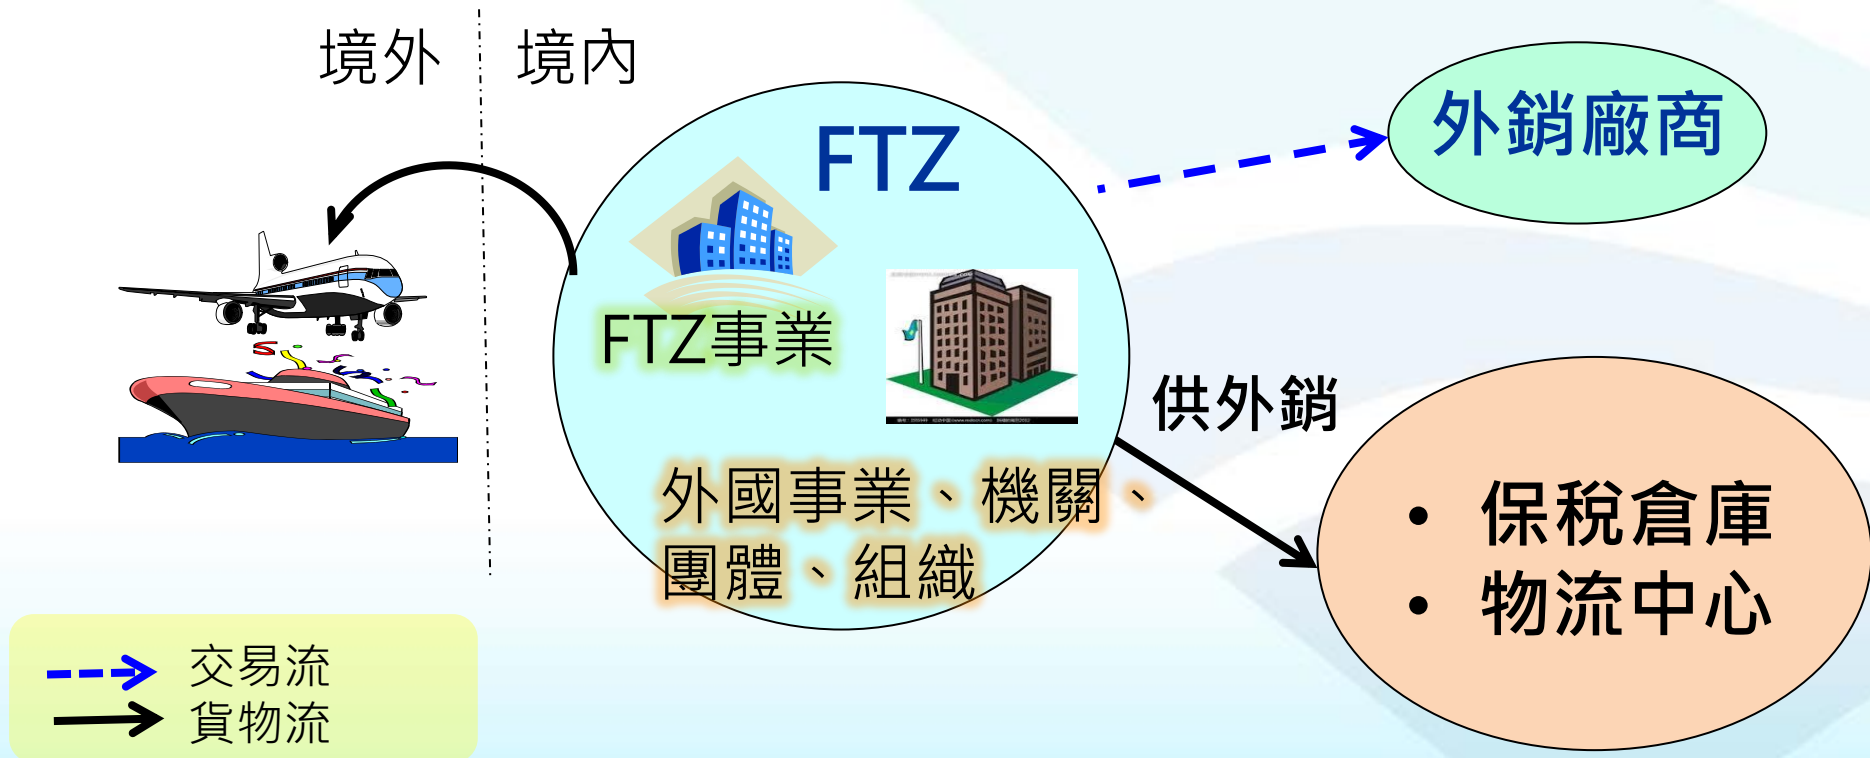 境外
境內
FTZ
外銷廠商
FTZ事業
供外銷
外國事業、機關、
團體、組織
• 保稅倉庫
• 物流中心
交易流
貨物流